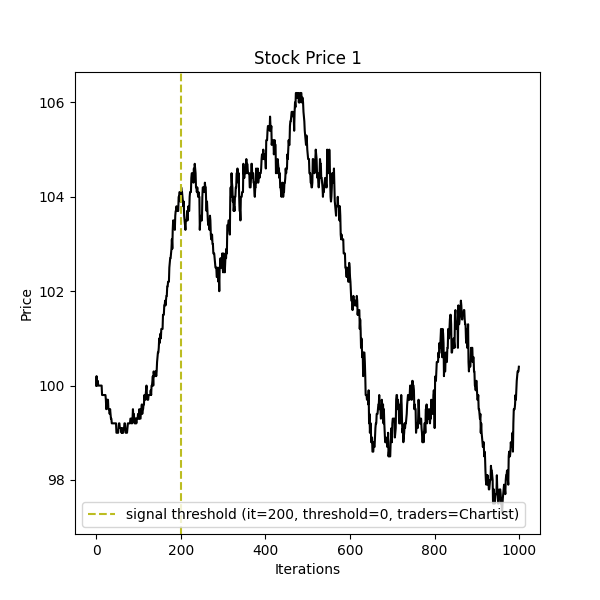 Stock Price 1
106
104
102
100
98
Price
signal threshold (it=200, threshold=0, traders=Chartist)
0 200 400 600 800 1000
Iterations